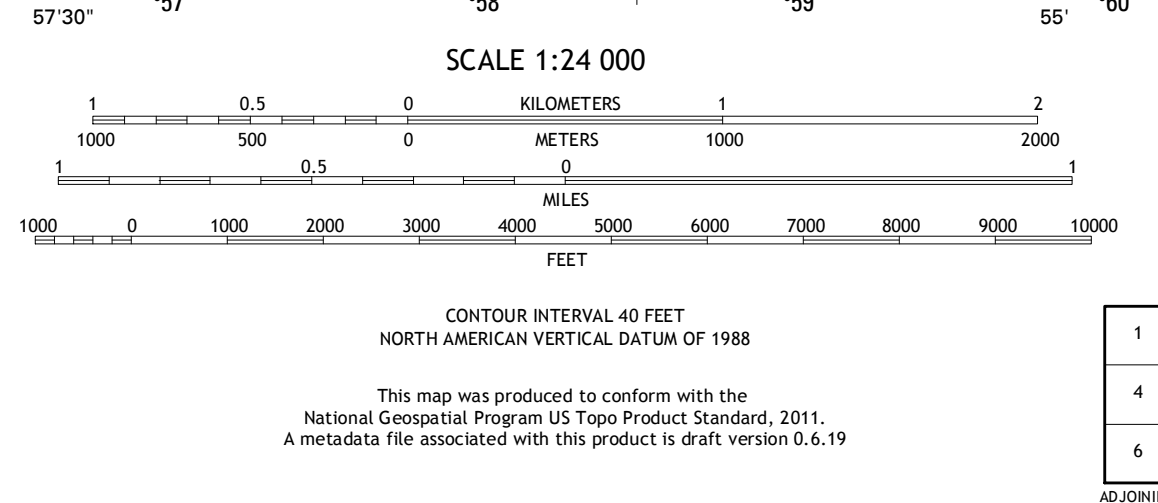 57'30" 57 58 59 55' 60
SCALE 1:24 000
1 0.5 0 KILOMETERS 1 2
1000 500 0 METERS 1000 2000
1 0.5 0 1
MILES
1000 0 1000 2000 3000 4000 5000 6000 7000 8000 9000 10000
FEET
CONTOUR INTERVAL 40 FEET
NORTH AMERICAN VERTICAL DATUM OF 1988
This map was produced to conform with the
National Geospatial Program US Topo Product Standard, 2011.
A metadata file associated with this product is draft version 0.6.19
1
4
6